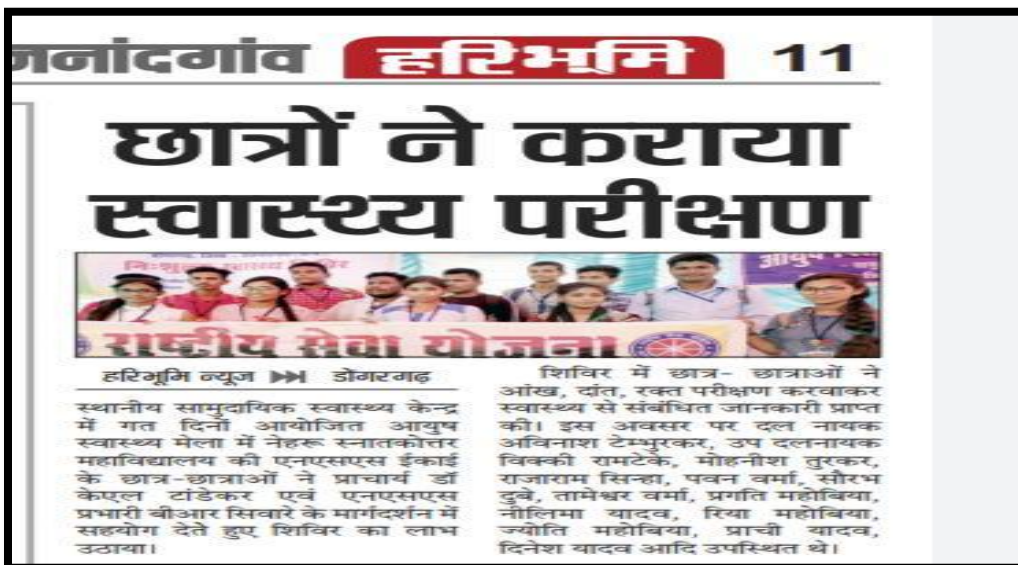 जनांदगांव हरिभूमि 11
छात्रों ने कराया
स्वास्थ्य परीक्षण
निःशुल्क स्वास्थ्य शिविर
आयुष
राष्ट्रीय सेवा योजना
हरिभूमि न्यूज ▶▶ डोंगरगढ़
स्थानीय सामुदायिक स्वास्थ्य केन्द्र
में गत दिनों आयोजित आयुष
स्वास्थ्य मेला में नेहरू स्नातकोत्तर
महाविद्यालय की एनएसएस ईकाई
के छात्र-छात्राओं ने प्राचार्य डॉ
केएल टांडेकर एवं एनएसएस
प्रभारी बीआर सिवारे के मार्गदर्शन में
सहयोग देते हुए शिविर का लाभ
उठाया।
शिविर में छात्र- छात्राओं ने
आंख, दांत, रक्त परीक्षण करवाकर
स्वास्थ्य से संबंधित जानकारी प्राप्त
की। इस अवसर पर दल नायक
अविनाश टेम्भुरकर, उप दलनायक
विक्की रामटेके, मोहनीश तुरकर,
राजाराम सिन्हा, पवन वर्मा, सौरभ
दुबे, तामेश्वर वर्मा, प्रगति महोबिया,
नीलिमा यादव, रिया महोबिया,
ज्योति महोबिया, प्राची यादव,
दिनेश यादव आदि उपस्थित थे।